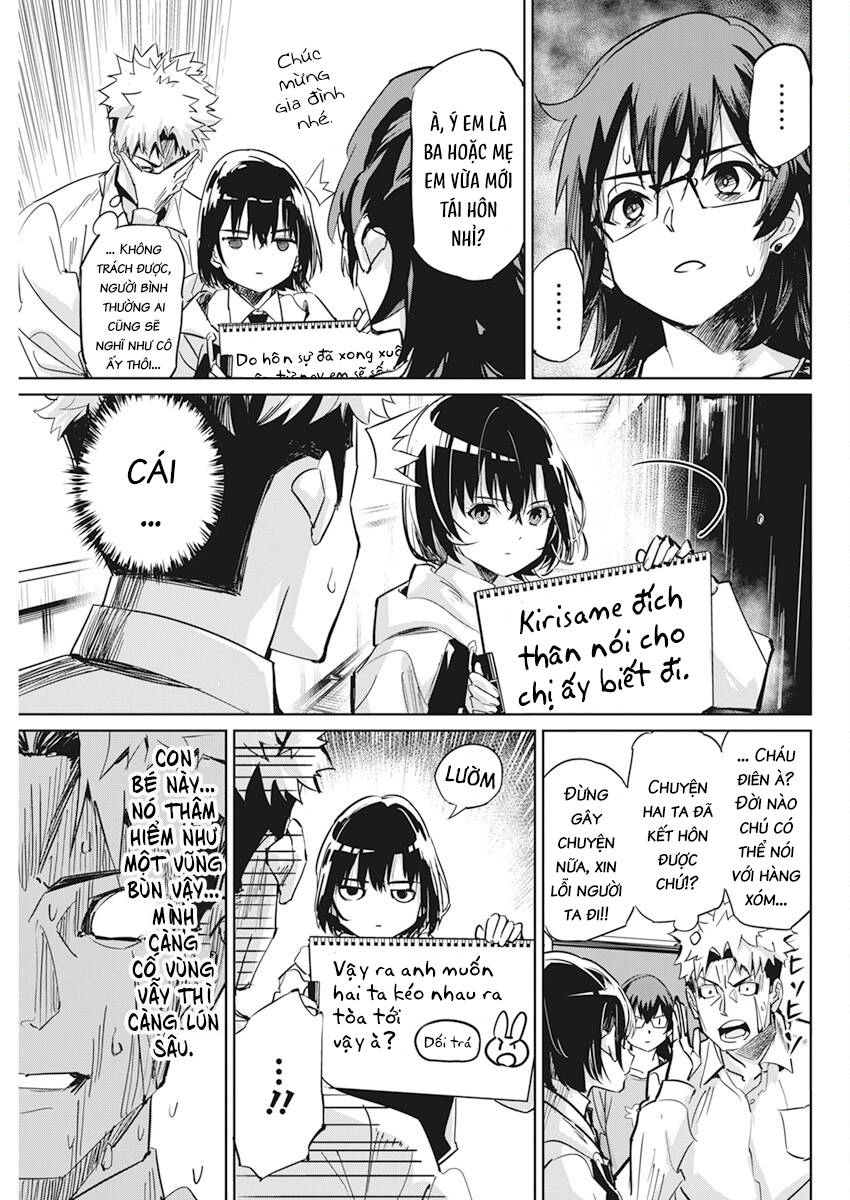 ......
......
À, Ý EM LÀ
BA HOẶC MẸ
EM VỪA MỚI
TÁI HÔN
NHỈ?
Chúc
mừng
Gia đình
nhé.
Do hôn sự đã xong xuôi
... KHÔNG
TRÁCH ĐƯỢC,
NGƯỜI BÌNH
THƯỜNG AI
CŨNG SẼ
NGHĨ NHƯ CÔ
ẤY THÔI...
Kirisame đích
thân nói cho
chị ấy biết đi.
CÁI
...
... CHÁU
ĐIÊN À?
ĐỜI NÀO
CHÚ CÓ
THỂ NÓI
VỚI HÀNG
XÓM...
CHUYỆN
HAI TA ĐÃ
KẾT HÔN
ĐƯỢC
CHỨ!?
ĐỪNG
GÂY
CHUYỆN
NỮA, XIN
LỖI NGƯỜI
TA ĐI!!
ヒソヒソ
LƯỜM
Vậy ra anh muốn
hai ta kéo nhau ra
tòa tới
vậy à?
Dối trá
...!!
CON
BÉ NÀY...
NÓ THÂM
HIỂM NHƯ
MỘT VŨNG
BÙN VẬY...
MÌNH
CÀNG
CỐ VÙNG
VẪY THÌ
CÀNG LÚN
SÂU.